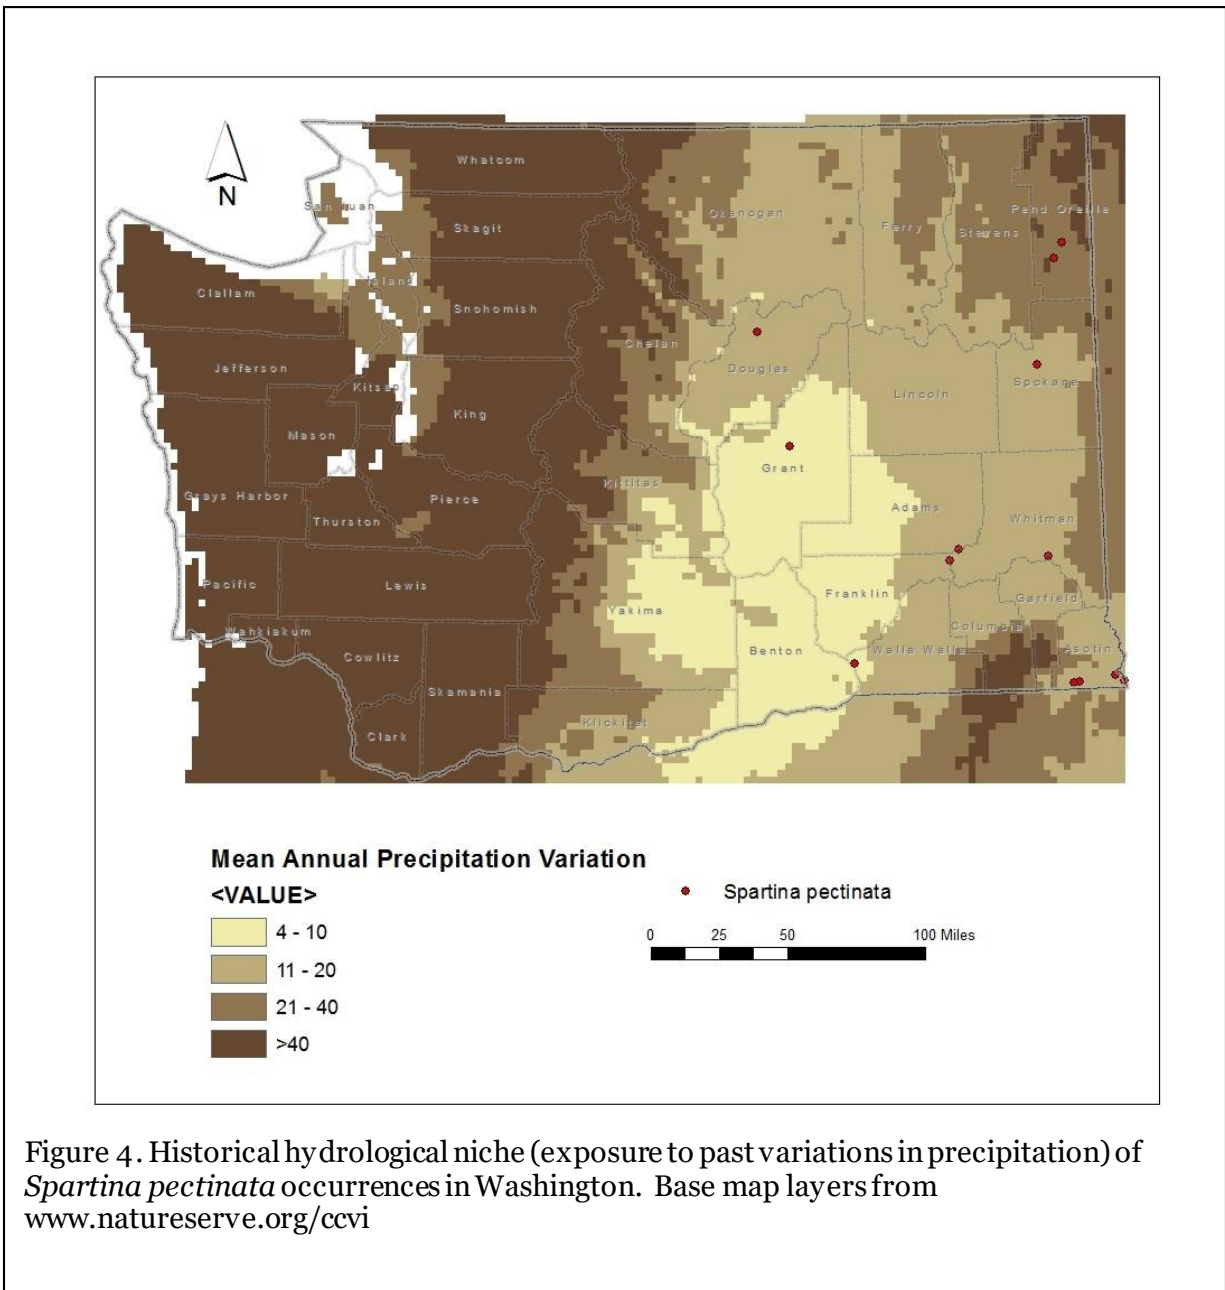 N
Whatcom
San Juan
Skagit
Okanogan
Ferry
Stevens
Pend Oreille
Island
Clallam
Snohomish
Chelan
Jefferson
Kitsap
Douglas
Spokane
Lincoln
King
Mason
Grant
Grays Harbor
Pierce
Kittitas
Thurston
Adams
Whitman
Pacific
Lewis
Yakima
Franklin
Garfield
Wahkiakum
Columbia
Cowlitz
Benton
Walla Walla
Asotin
Skamania
Klickitat
Clark
Mean Annual Precipitation Variation
<VALUE>
4 - 10
11 - 20
21 - 40
>40
Spartina pectinata
0 25 50 100 Miles
Figure 4. Historical hydrological niche (exposure to past variations in precipitation) of
Spartina pectinata occurrences in Washington. Base map layers from
www.natureserve.org/ccvi